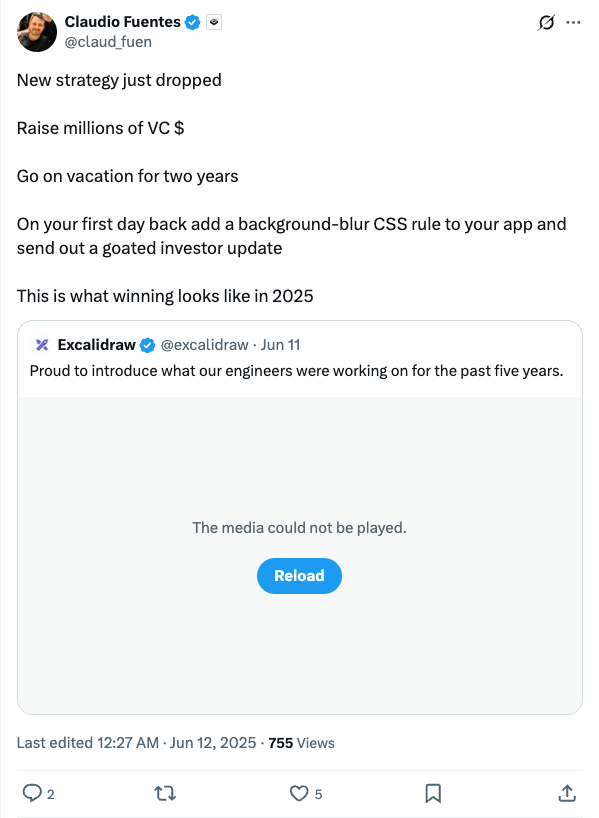 Claudio Fuentes
@claud_fuen
New strategy just dropped
Raise millions of VC $
Go on vacation for two years
On your first day back add a background-blur CSS rule to your app and
send out a goated investor update
This is what winning looks like in 2025
Excalidraw @excalidraw · Jun 11
Proud to introduce what our engineers were working on for the past five years.
The media could not be played.
Reload
Last edited 12:27 AM · Jun 12, 2025 · 755 Views
2 5